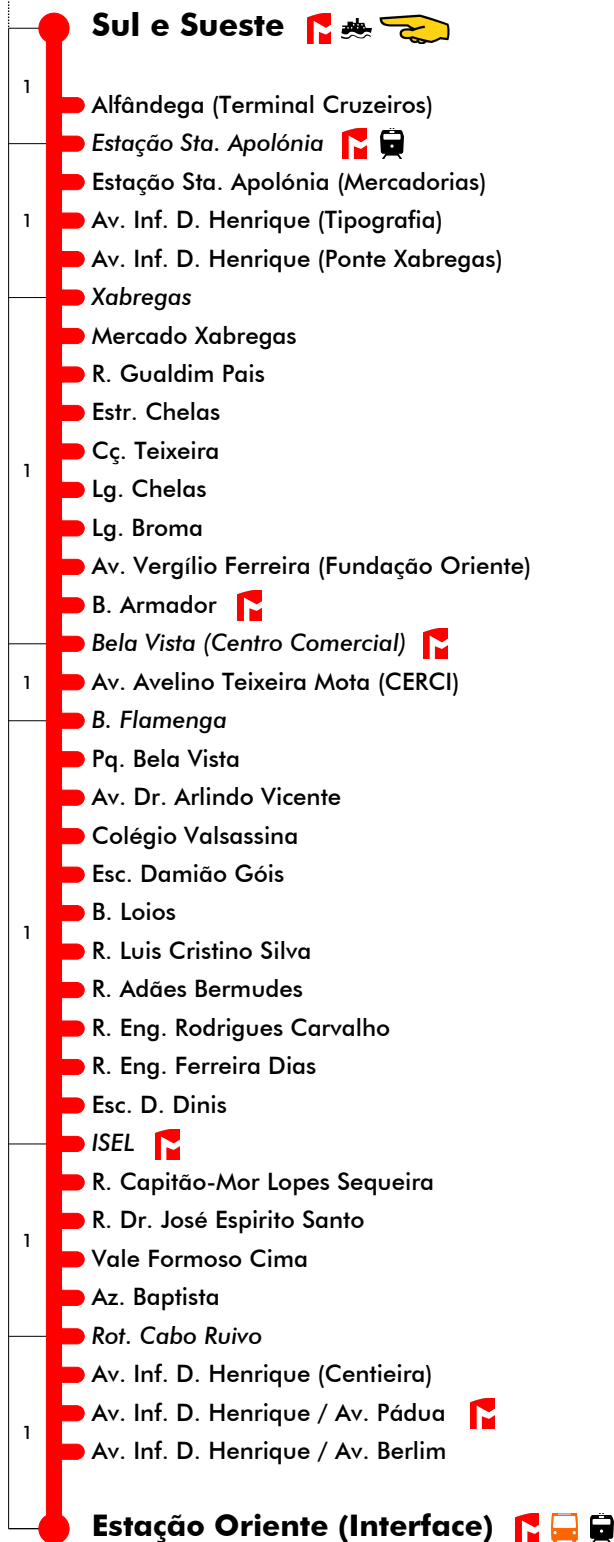 Sul e Sueste
1
Alfândega (Terminal Cruzeiros)
Estação Sta. Apolónia
Estação Sta. Apolónia (Mercadorias)
1
Av. Inf. D. Henrique (Tipografia)
Av. Inf. D. Henrique (Ponte Xabregas)
Xabregas
Mercado Xabregas
R. Gualdim Pais
Estr. Chelas
Cç. Teixeira
1
Lg. Chelas
Lg. Broma
Av. Vergílio Ferreira (Fundação Oriente)
B. Armador
Bela Vista (Centro Comercial)
1
Av. Avelino Teixeira Mota (CERCI)
B. Flamenga
Pq. Bela Vista
Av. Dr. Arlindo Vicente
Colégio Valsassina
Esc. Damião Góis
B. Loios
1
R. Luis Cristino Silva
R. Adães Bermudes
R. Eng. Rodrigues Carvalho
R. Eng. Ferreira Dias
Esc. D. Dinis
ISEL
R. Capitão-Mor Lopes Sequeira
R. Dr. José Espirito Santo
1
Vale Formoso Cima
Az. Baptista
Rot. Cabo Ruivo
Av. Inf. D. Henrique (Centieira)
Av. Inf. D. Henrique / Av. Pádua
1
Av. Inf. D. Henrique / Av. Berlim
Estação Oriente (Interface)